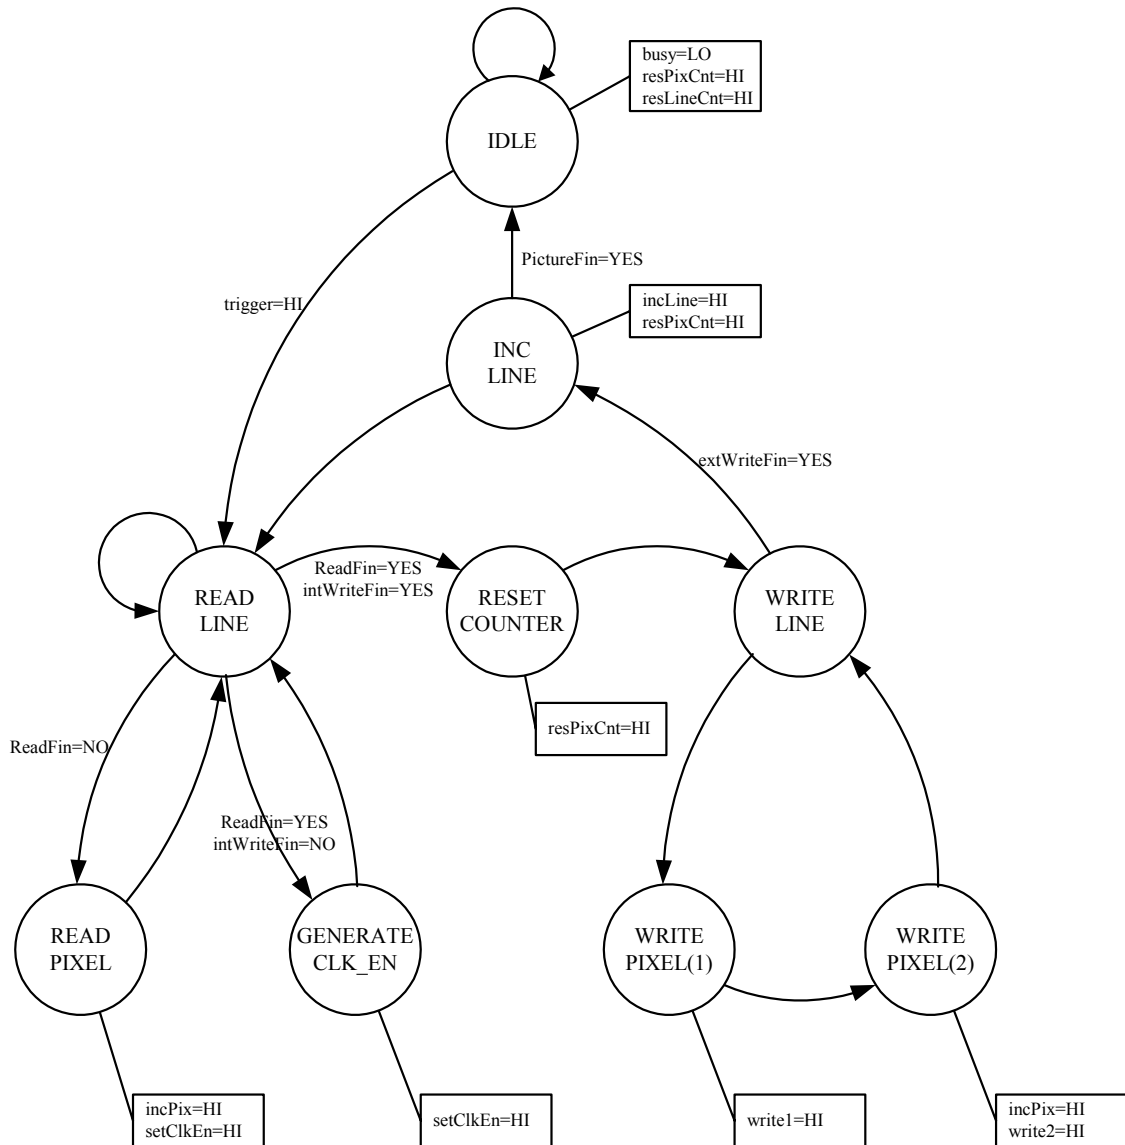 busy=LO
resPixCnt=HI
resLineCnt=HI
IDLE
PictureFin=YES
trigger=HI
incLine=HI
resPixCnt=HI
INC
LINE
extWriteFin=YES
READ
LINE
ReadFin=YES
intWriteFin=YES
RESET
COUNTER
WRITE
LINE
resPixCnt=HI
ReadFin=NO
ReadFin=YES
intWriteFin=NO
READ
PIXEL
GENERATE
CLK_EN
WRITE
PIXEL(1)
WRITE
PIXEL(2)
incPix=HI
setClkEn=HI
setClkEn=HI
write1=HI
incPix=HI
write2=HI